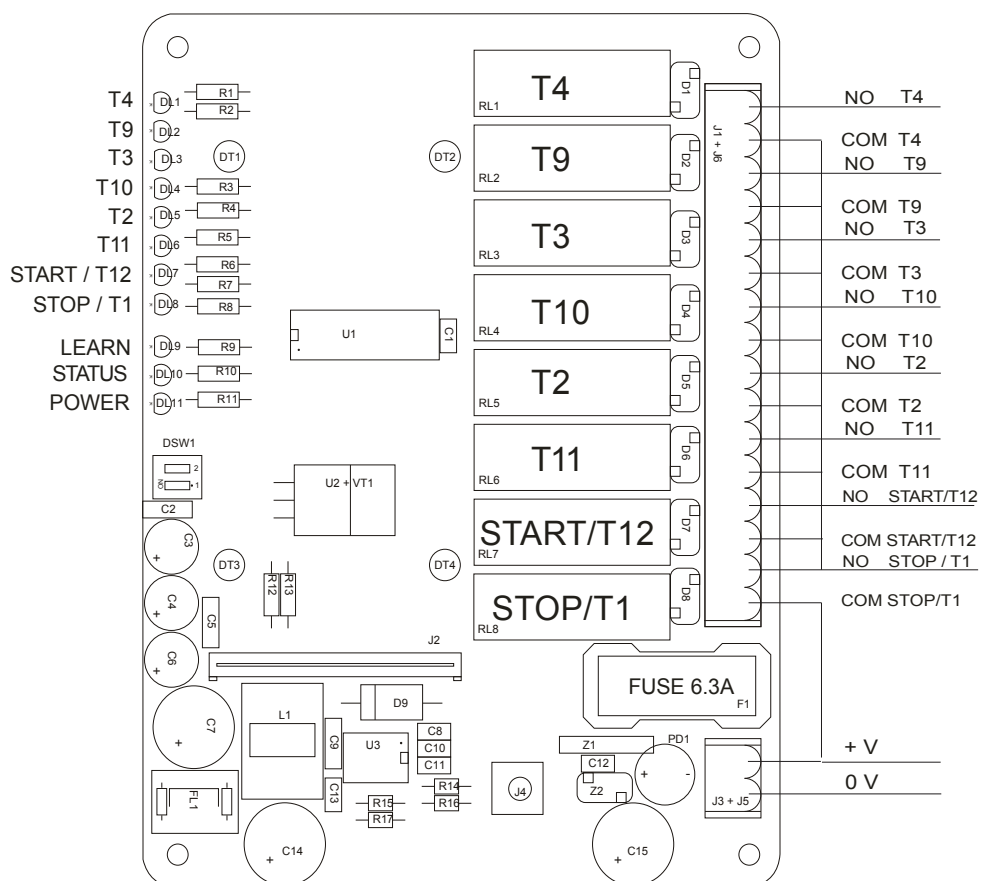 T4
T9
T3
T10
T2
T11
START / T12
STOP / T1
LEARN
STATUS
POWER
DL1
DL2
DL3
DL4
DL5
DL6
DL7
DL8
DL9
DL10
DL11
R1
R2
R3
R4
R5
R6
R7
R8
R9
R10
R11
DT1
DT2
U1
C1
T4
RL1
T9
RL2
T3
RL3
T10
RL4
T2
RL5
T11
RL6
START/T12
RL7
STOP/T1
RL8
D1
D2
D3
D4
D5
D6
D7
D8
J1 + J6
NO T4
COM T4
NO T9
COM T9
NO T3
COM T3
NO T10
COM T10
NO T2
COM T2
NO T11
COM T11
NO START/T12
COM START/T12
NO STOP / T1
COM STOP/T1
DSW1
2
ON
1
C2
C3
+
C4
+
C5
C6
+
C7
+
U2 + VT1
DT3
DT4
R12
R13
J2
L1
D9
C9
U3
C8
C10
C11
C13
R14
R16
R15
R17
FL1
C14
+
J4
FUSE 6.3A
F1
Z1
PD1
C12
+ -
Z2
C15
+
J3 + J5
+ V
0 V